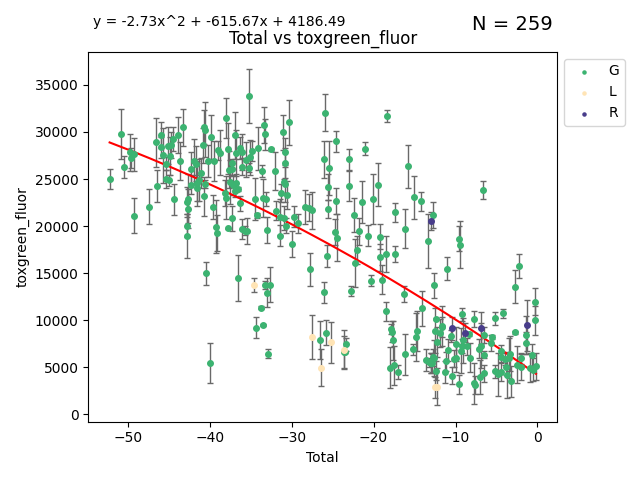 y = -2.73x^2 + -615.67x + 4186.49
N = 259
Total vs toxgreen_fluor
35000
30000
25000
20000
15000
10000
5000
0
toxgreen_fluor
−50
−40
−30
−20
−10
0
Total
G
L
R